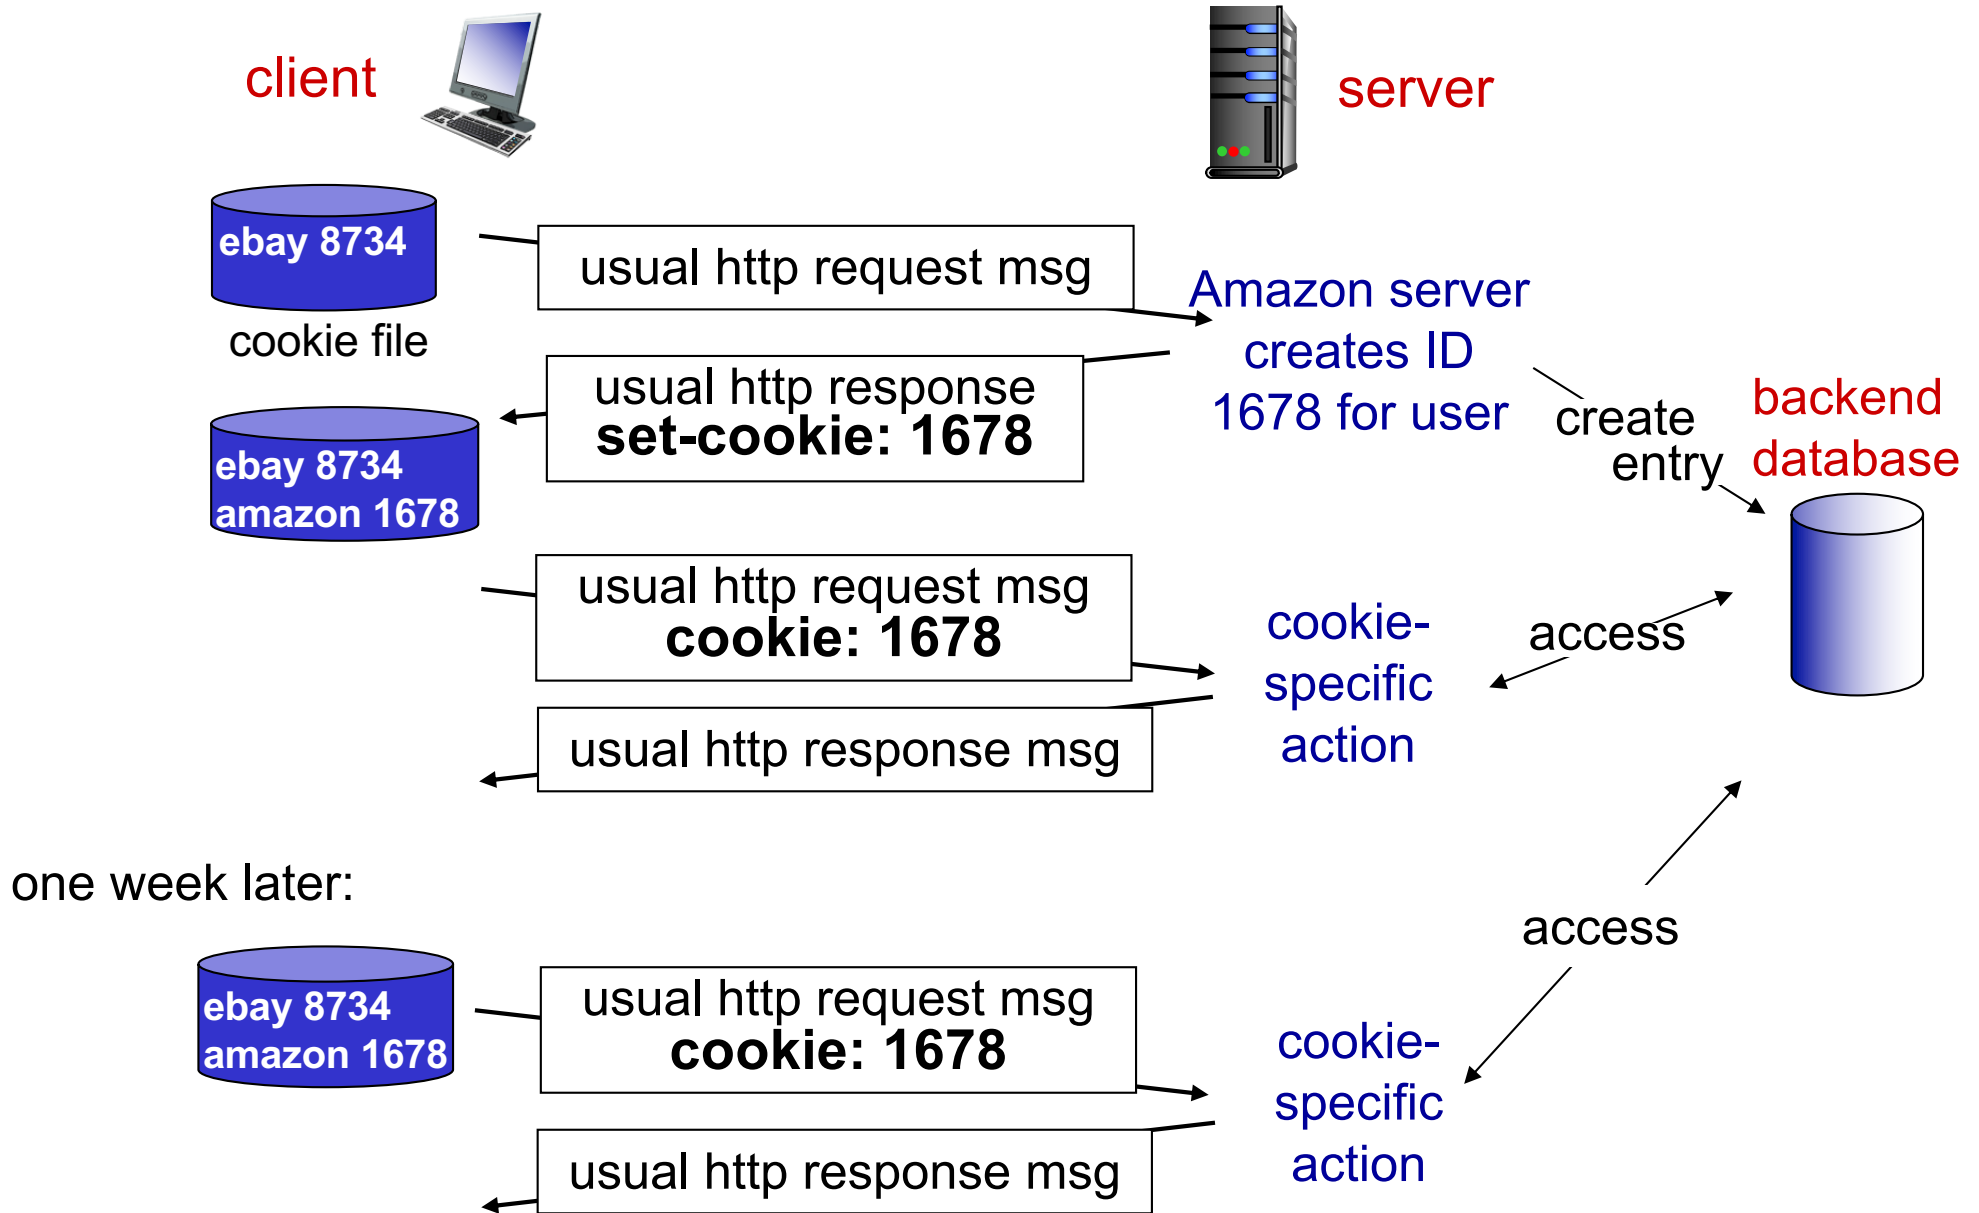 client
server
ebay 8734
cookie file
usual http request msg
Amazon server
creates ID
1678 for user
usual http response
set-cookie: 1678
create
entry
backend
database
ebay 8734
amazon 1678
usual http request msg
cookie: 1678
cookie-
specific
action
access
usual http response msg
one week later:
access
ebay 8734
amazon 1678
usual http request msg
cookie: 1678
cookie-
specific
action
usual http response msg